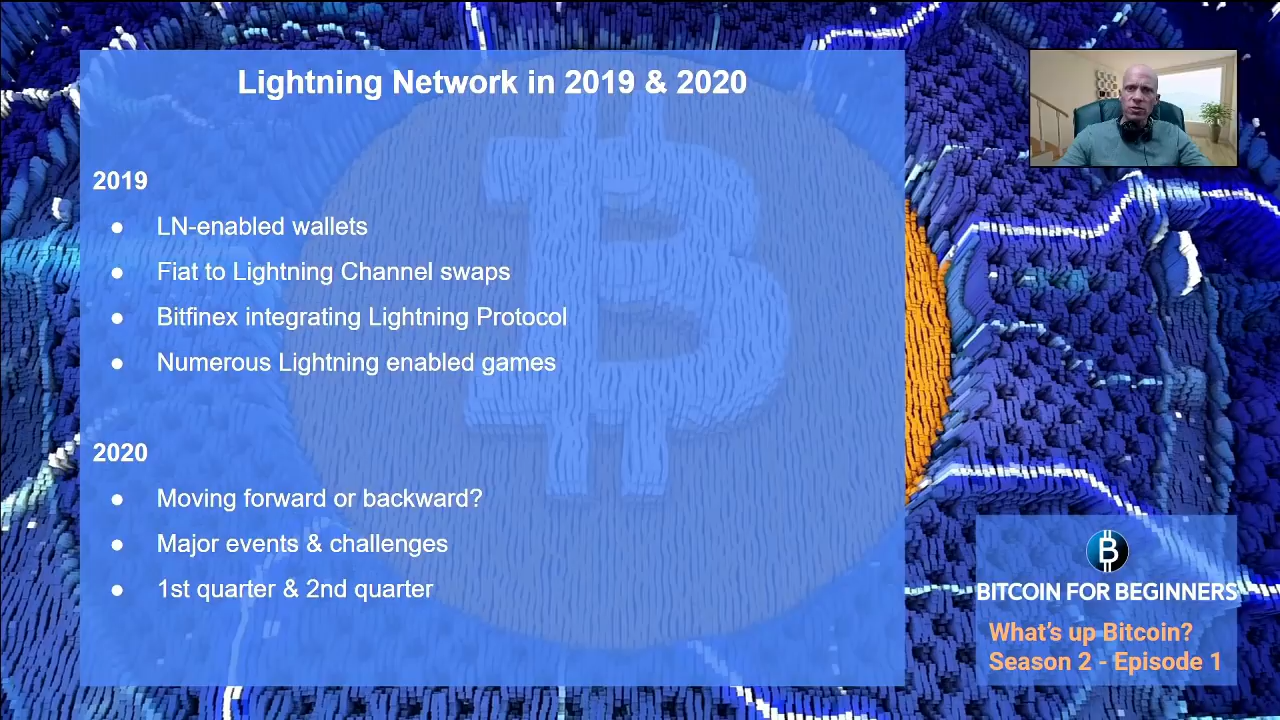 Lightning Network in 2019 & 2020
2019
● LN-enabled wallets
● Fiat to Lightning Channel swaps
● Bitfinex integrating Lightning Protocol
● Numerous Lightning enabled games
2020
● Moving forward or backward?
● Major events & challenges
● 1st quarter & 2nd quarter
BITCOIN FOR BEGINNERS
What's up Bitcoin?
Season 2 - Episode 1